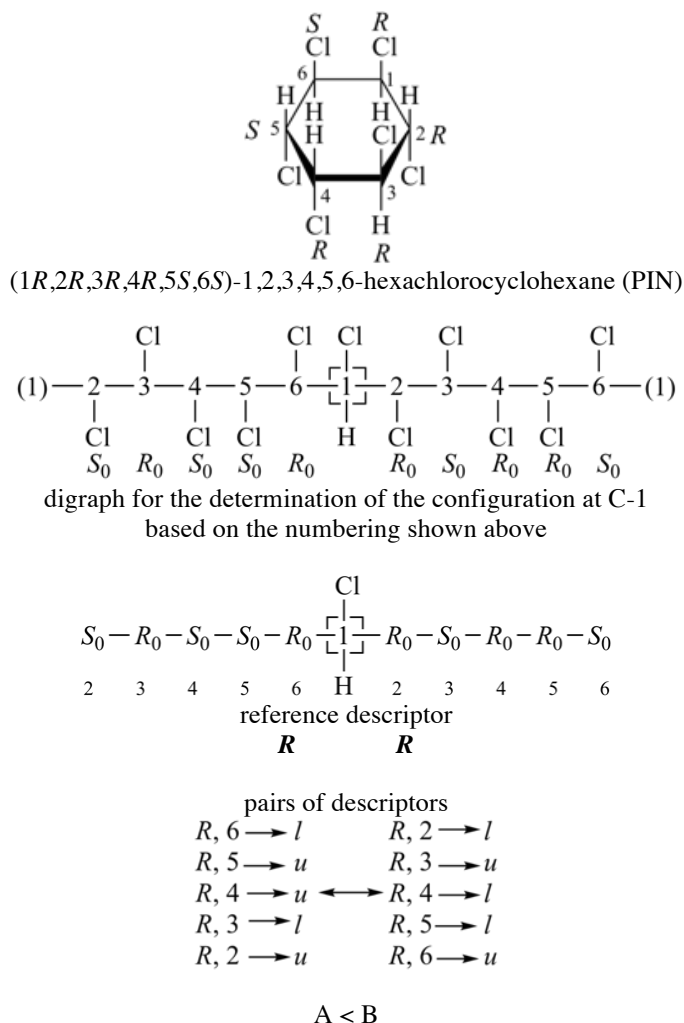 S R
Cl Cl
6 1
H H
H H
S 5 H Cl 2 R
Cl Cl
4 3
Cl H
R R
(1R,2R,3R,4R,5S,6S)-1,2,3,4,5,6-hexachlorocyclohexane (PIN)
Cl Cl Cl Cl Cl
(1)—2—3—4—5—6—1—2—3—4—5—6—(1)
Cl Cl Cl H Cl Cl Cl
S₀ R₀ S₀ S₀ R₀ R₀ S₀ R₀ R₀ S₀
digraph for the determination of the configuration at C-1
based on the numbering shown above
Cl
S₀—R₀—S₀—S₀—R₀—1—R₀—S₀—R₀—R₀—S₀
2 3 4 5 6 H 2 3 4 5 6
reference descriptor
R R
pairs of descriptors
R, 6 → l R, 2 → l
R, 5 → u R, 3 → u
R, 4 → u ↔ R, 4 → l
R, 3 → l R, 5 → l
R, 2 → u R, 6 → u
A < B